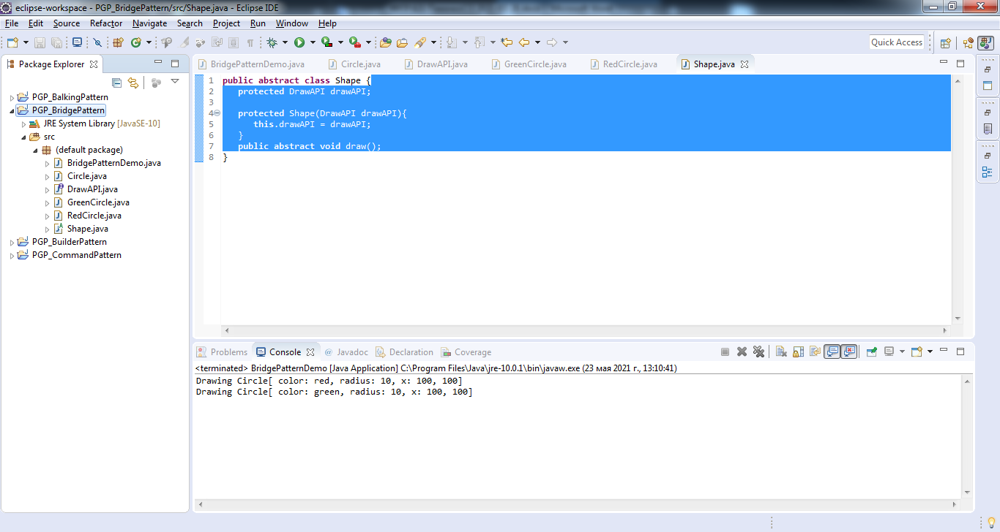 eclipse-workspace - PGP_BridgePattern/src/Shape.java - Eclipse IDE
File Edit Source Refactor Navigate Search Project Run Window Help
Quick Access
Package Explorer
PGP_BalkingPattern
PGP_BridgePattern
JRE System Library [JavaSE-10]
src
(default package)
BridgePatternDemo.java
Circle.java
DrawAPI.java
GreenCircle.java
RedCircle.java
Shape.java
PGP_BuilderPattern
PGP_CommandPattern
BridgePatternDemo.java Circle.java DrawAPI.java GreenCircle.java RedCircle.java Shape.java
1 public abstract class Shape {
2 protected DrawAPI drawAPI;
3
4 protected Shape(DrawAPI drawAPI){
5 this.drawAPI = drawAPI;
6 }
7 public abstract void draw();
8 }
Problems Console @ Javadoc Declaration Coverage
<terminated> BridgePatternDemo [Java Application] C:\Program Files\Java\jre-10.0.1\bin\javaw.exe (23 мая 2021 г., 13:10:41)
Drawing Circle[ color: red, radius: 10, x: 100, 100]
Drawing Circle[ color: green, radius: 10, x: 100, 100]